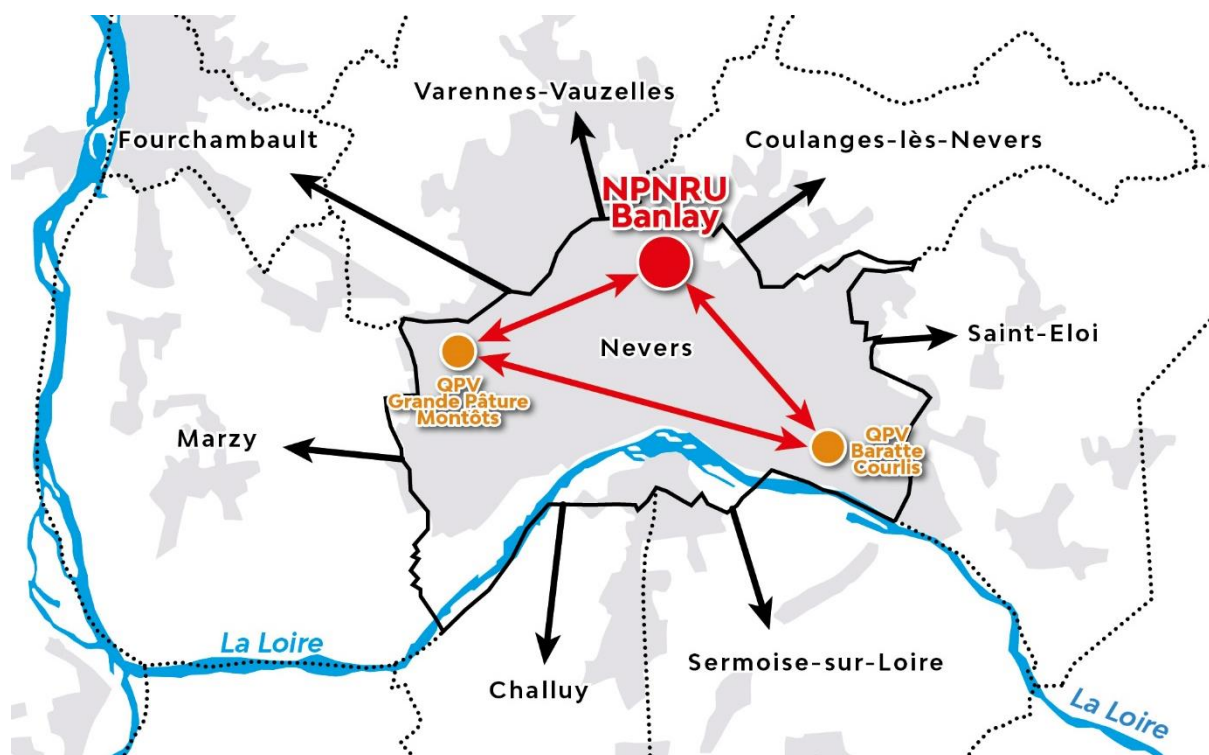 Varennes-Vauzelles
Fourchambault
Coulanges-lès-Nevers
NPNRU
Banlay
Saint-Eloi
Nevers
QPV
Grande Pâture
Montôts
Marzy
QPV
Baratte
Courlis
La Loire
Challuy
Sermoise-sur-Loire
La Loire